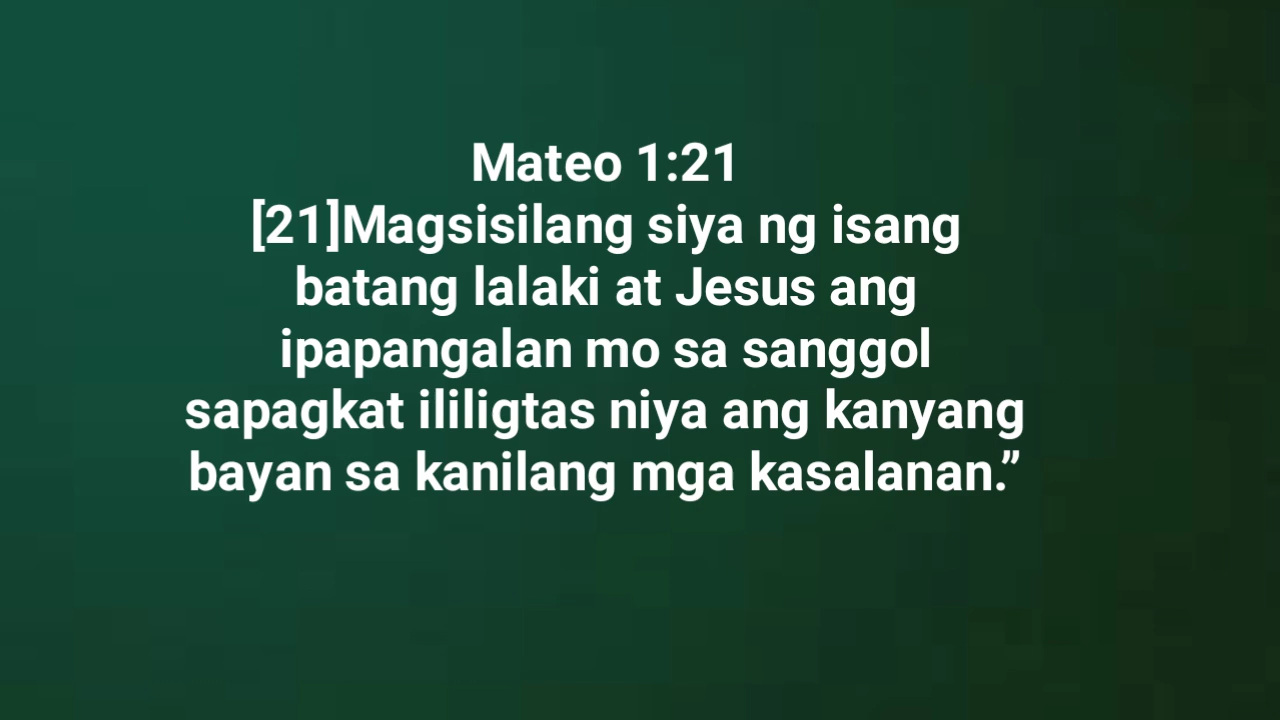 Mateo 1:21
[21]Magsisilang siya ng isang
batang lalaki at Jesus ang
ipapangalan mo sa sanggol
sapagkat ililigtas niya ang kanyang
bayan sa kanilang mga kasalanan.”